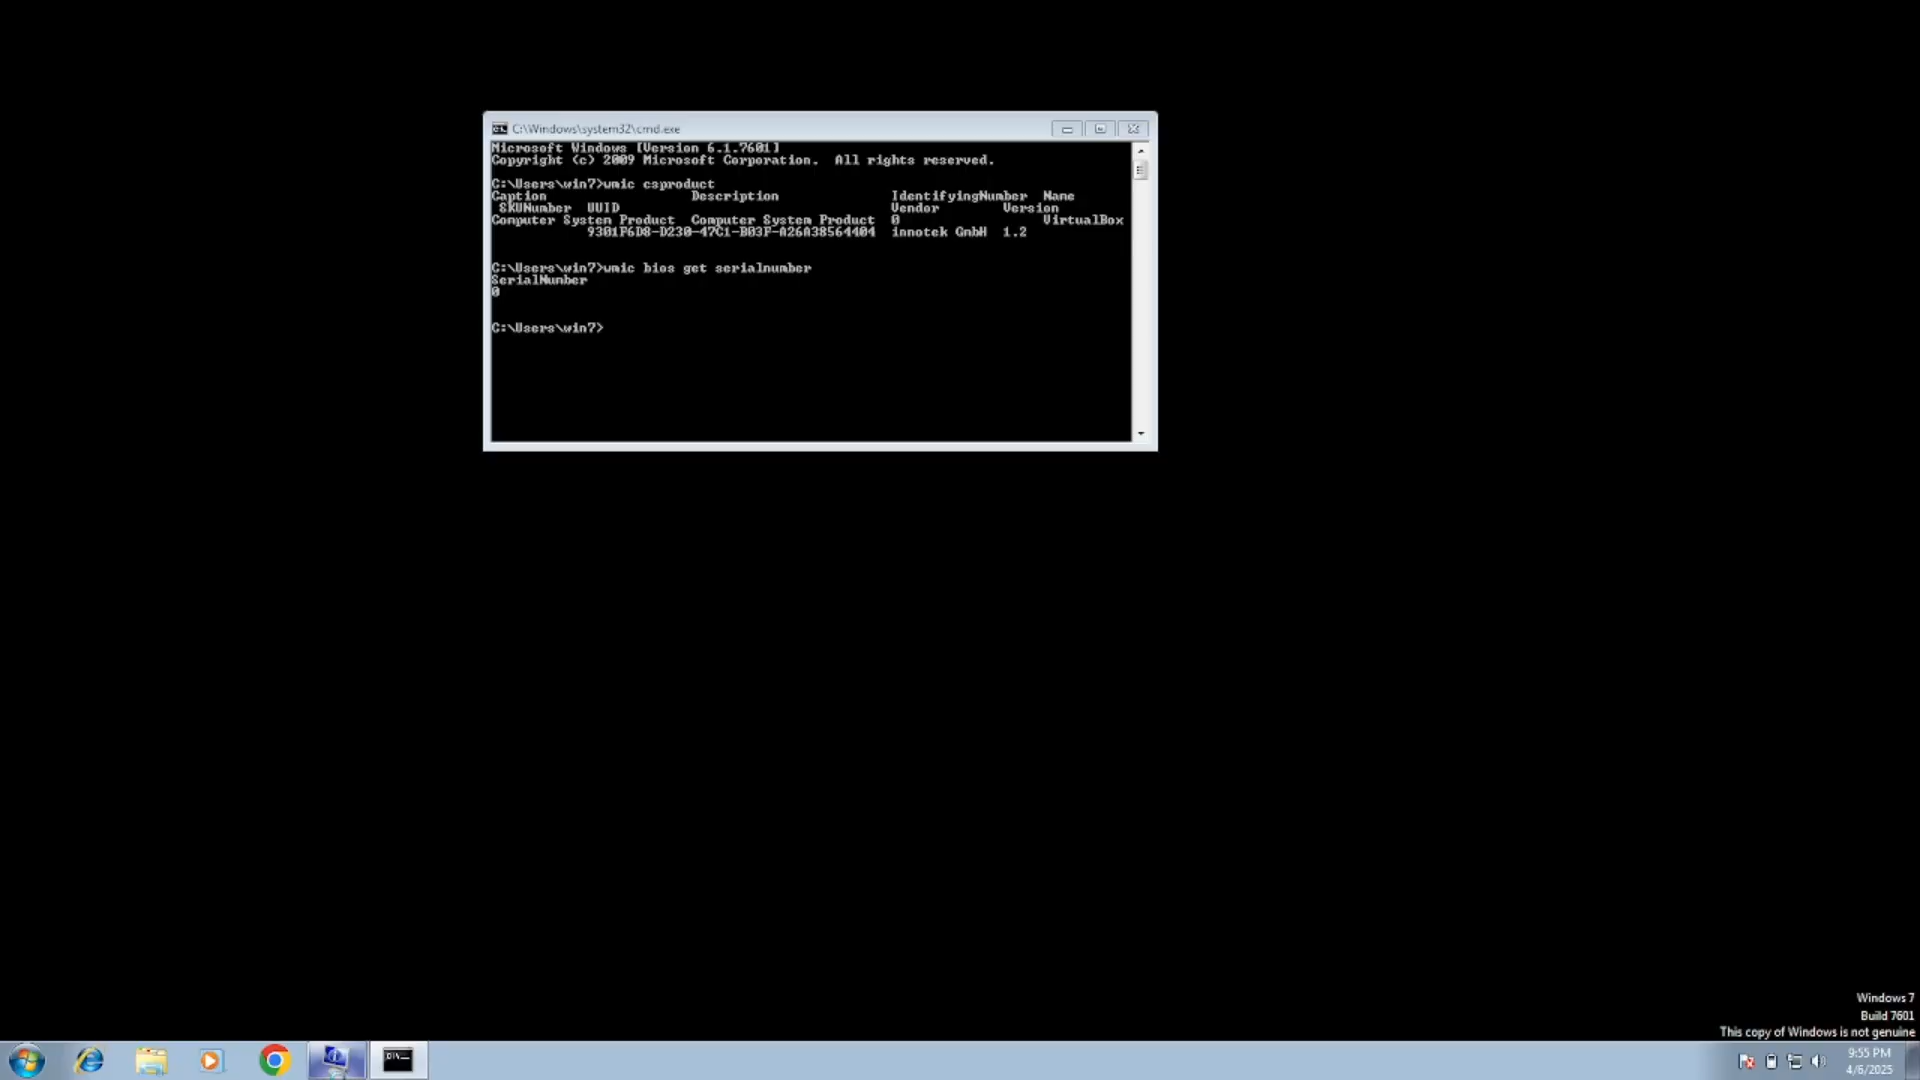 C:\Windows\system32\cmd.exe
Microsoft Windows [Version 6.1.7601]
Copyright (c) 2009 Microsoft Corporation.  All rights reserved.
C:\Users\win7>wmic csproduct
Caption Description IdentifyingNumber Name
SKUNumber UUID Vendor Version
Computer System Product Computer System Product 0 VirtualBox
9301F6D8-D230-47C1-B03F-A26A38564404 innotek GmbH 1.2
C:\Users\win7>wmic bios get serialnumber
SerialNumber
0
C:\Users\win7>
Windows 7
Build 7601
This copy of Windows is not genuine
9:55 PM
4/6/2025